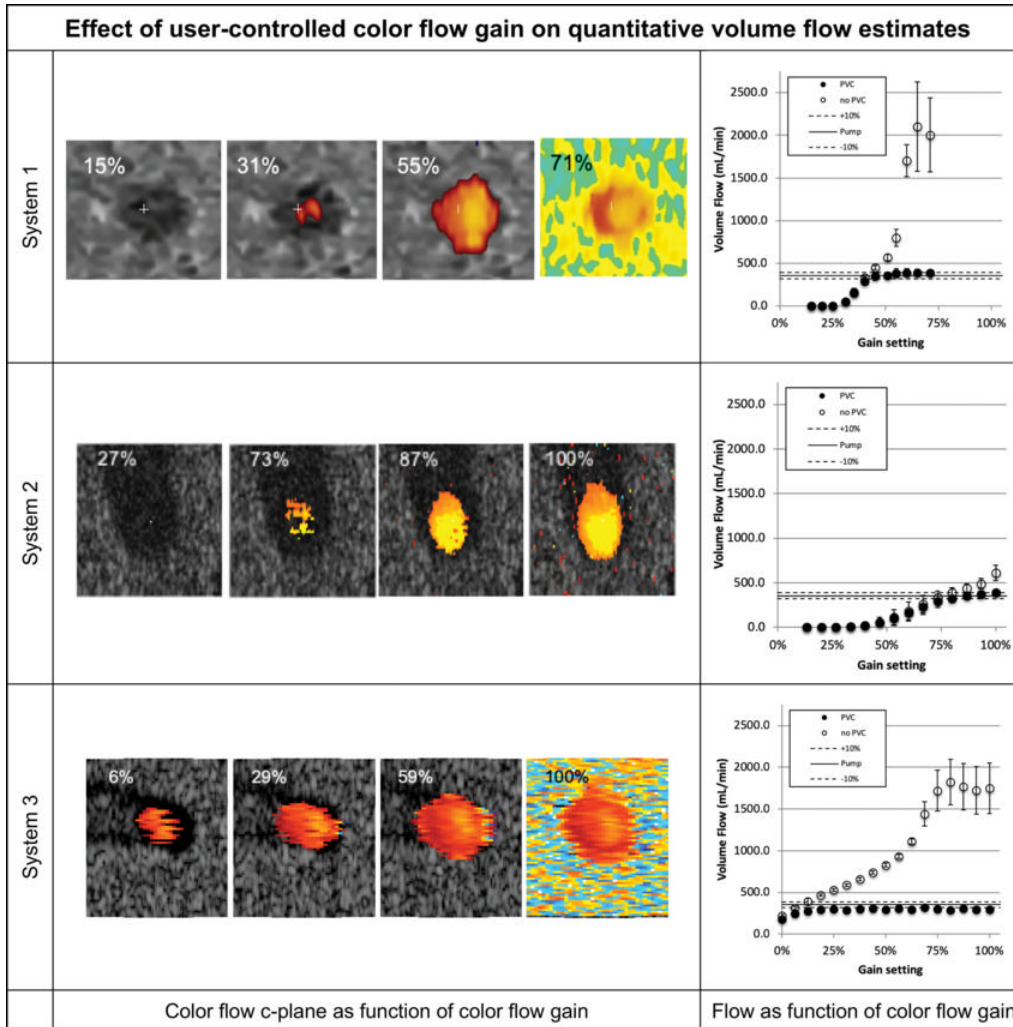 Effect of user-controlled color flow gain on quantitative volume flow estimates
System 1
15%
31%
55%
71%
Volume Flow (mL/min)
2500.0
2000.0
1500.0
1000.0
500.0
0.0
PVC
no PVC
+10%
Pump
-10%
0%
25%
50%
75%
100%
Gain setting
System 2
27%
73%
87%
100%
Volume Flow (mL/min)
2500.0
2000.0
1500.0
1000.0
500.0
0.0
PVC
no PVC
+10%
Pump
-10%
0%
25%
50%
75%
100%
Gain setting
System 3
6%
29%
59%
100%
Volume Flow (mL/min)
2500.0
2000.0
1500.0
1000.0
500.0
0.0
PVC
no PVC
+10%
Pump
-10%
0%
25%
50%
75%
100%
Gain setting
Color flow c-plane as function of color flow gain
Flow as function of color flow gain